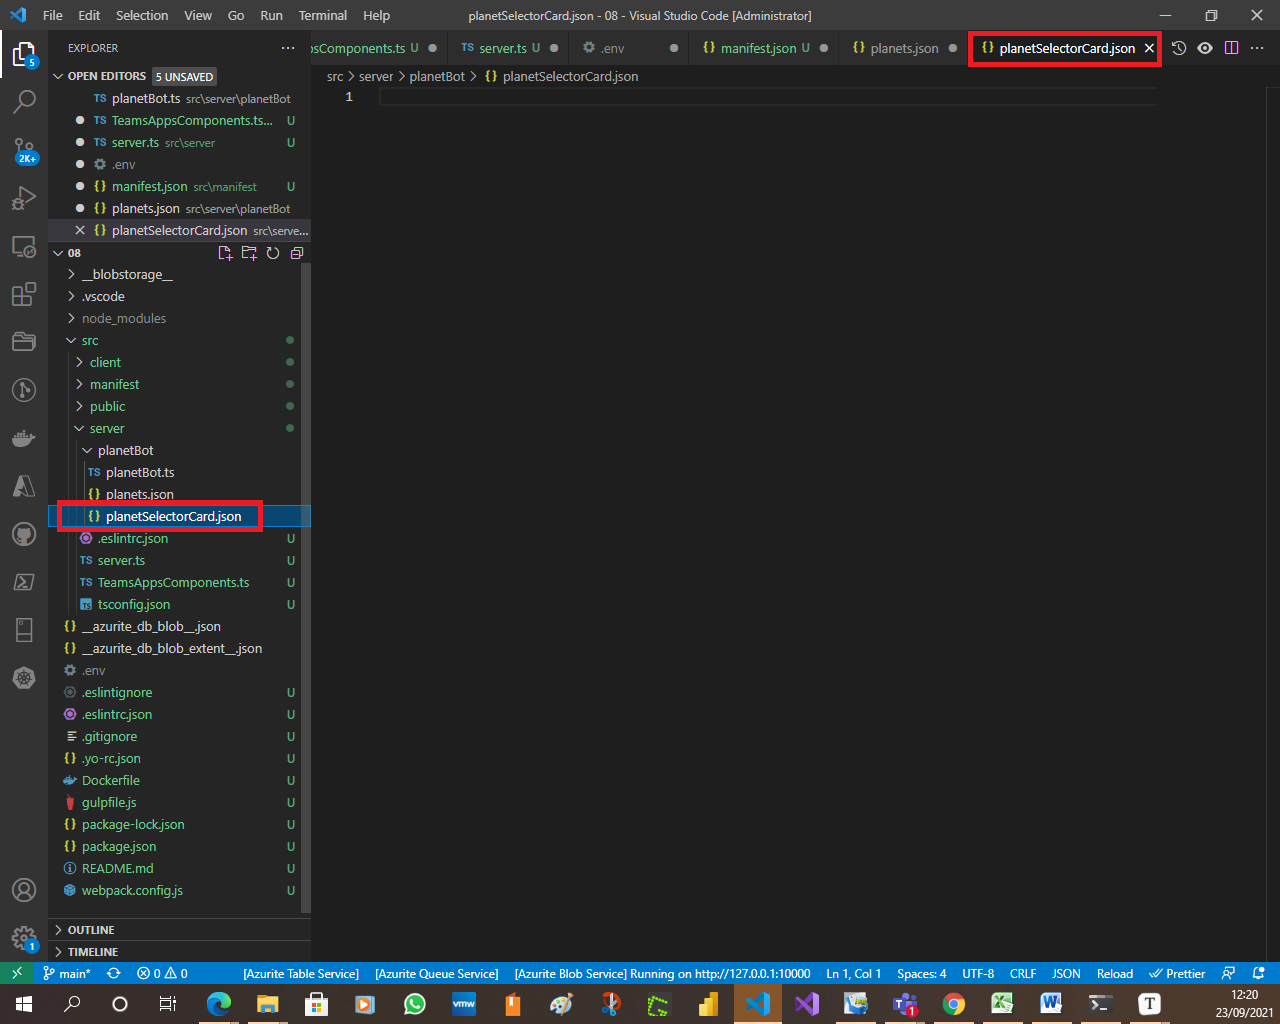 File Edit Selection View Go Run Terminal Help planetSelectorCard.json - 08 - Visual Studio Code [Administrator]
EXPLORER
psComponents.ts U
TS server.ts U
.env
{} manifest.json U
{} planets.json
{} planetSelectorCard.json
OPEN EDITORS 5 UNSAVED
src > server > planetBot > {} planetSelectorCard.json
1
TS planetBot.ts src\server\planetBot
TS TeamsAppsComponents.ts... U
TS server.ts src\server U
.env
{} manifest.json src\manifest U
{} planets.json src\server\planetBot
{} planetSelectorCard.json src\serve...
08
__blobstorage__
.vscode
node_modules
src
client
manifest
public
server
planetBot
TS planetBot.ts
{} planets.json
{} planetSelectorCard.json
.eslintrc.json U
TS server.ts U
TS TeamsAppsComponents.ts U
TS tsconfig.json U
{} __azurite_db_blob__.json
{} __azurite_db_blob_extent__.json
.env
.eslintignore U
.eslintrc.json U
.gitignore U
{} .yo-rc.json U
Dockerfile U
gulpfile.js U
{} package-lock.json U
{} package.json U
README.md U
webpack.config.js U
OUTLINE
TIMELINE
5
2K+
1
main* 0 0 [Azurite Table Service] [Azurite Queue Service] [Azurite Blob Service] Running on http://127.0.0.1:10000 Ln 1, Col 1 Spaces: 4 UTF-8 CRLF JSON Reload Prettier
vmw
1
T
12:20
23/09/2021